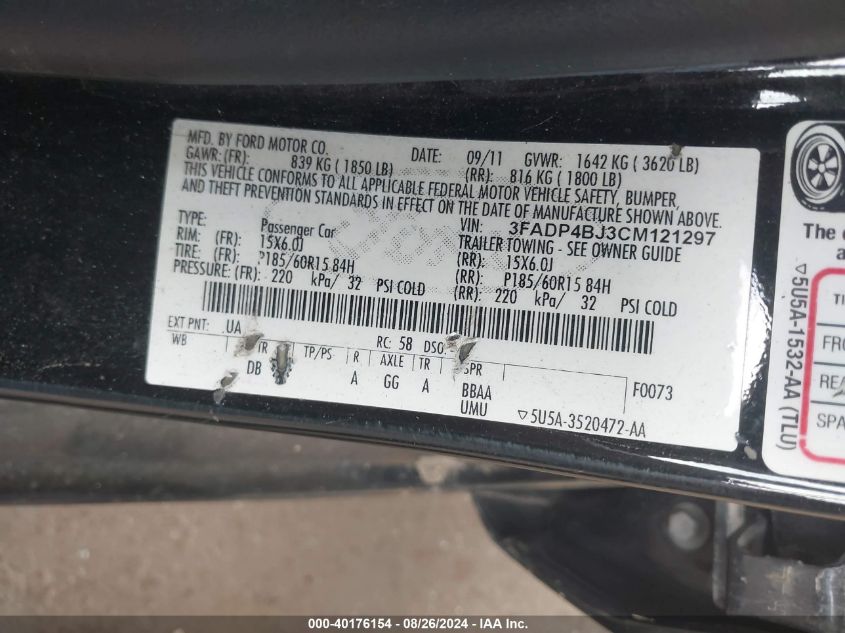 MFD. BY FORD MOTOR CO. DATE: 09/11 GVWR: 1642 KG ( 3620 LB)
GAWR: (FR): 839 KG ( 1850 LB) (RR): 816 KG ( 1800 LB)
THIS VEHICLE CONFORMS TO ALL APPLICABLE FEDERAL MOTOR VEHICLE SAFETY, BUMPER,
AND THEFT PREVENTION STANDARDS IN EFFECT ON THE DATE OF MANUFACTURE SHOWN ABOVE.
VIN: 3FADP4BJ3CM121297
TYPE: Passenger Car TRAILER TOWING - SEE OWNER GUIDE
RIM: (FR): 15X6.0J (RR): 15X6.0J
TIRE: (FR): P185/60R15 84H (RR): P185/60R15 84H
PRESSURE: (FR): 220 kPa/ 32 PSI COLD (RR): 220 kPa/ 32 PSI COLD
EXT PNT: UA RC: 58 DSO:
WB TR TP/PS R AXLE TR SPR
DB A GG A BBAA F0073
UMU ▽5U5A-3520472-AA
The
a
TI
FRO
RE
SPA
▽5U5A-1532-AA (TLU)
000-40176154 - 08/26/2024 - IAA Inc.